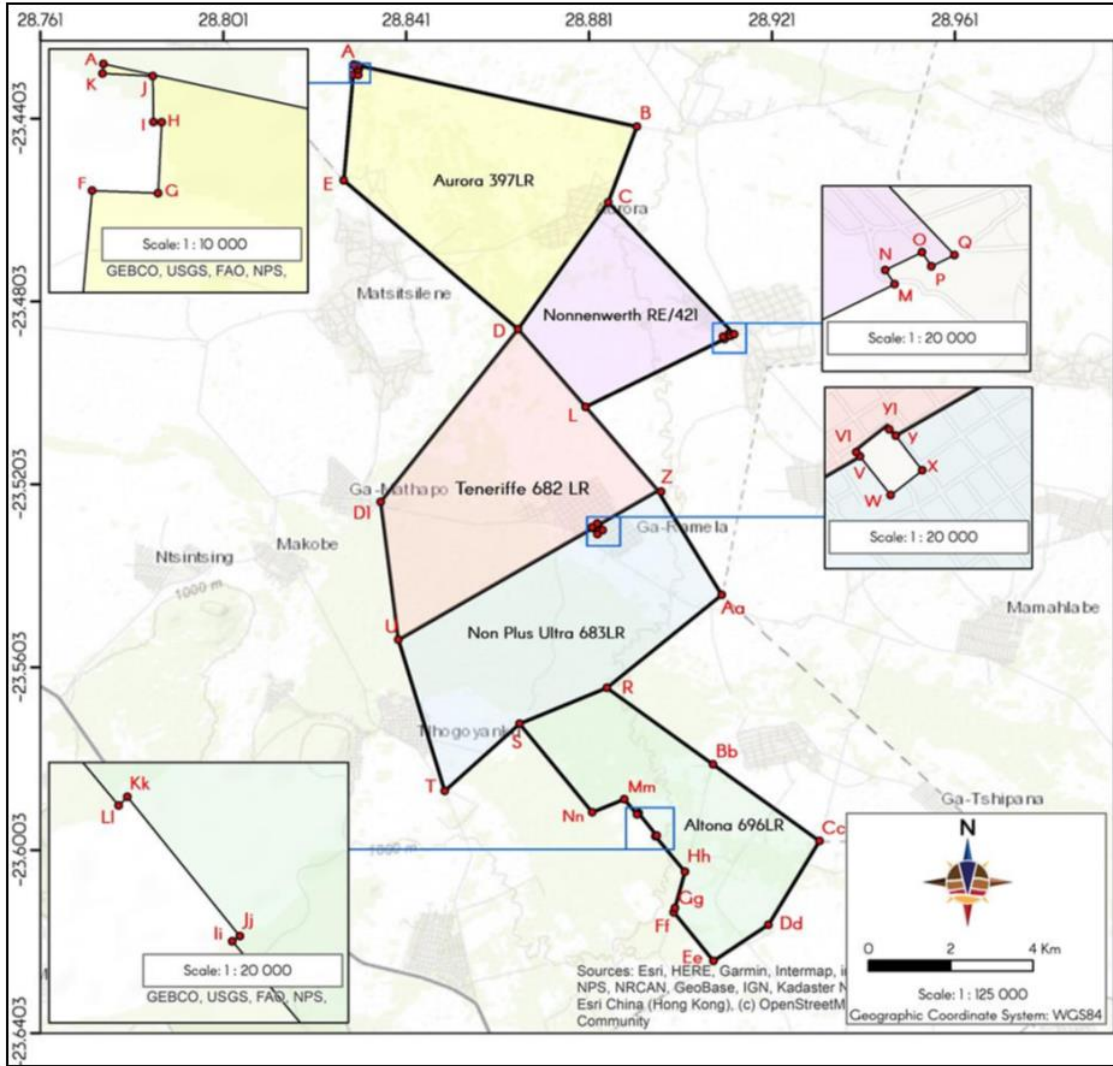 28.761 28.801 28.841 28.881 28.921 28.961
-23.4403
-23.4803
-23.5203
-23.5603
-23.6003
-23.6403
A
K
J
I H
F
G
Scale: 1 : 10 000
GEBCO, USGS, FAO, NPS,
A
B
E
Aurora 397LR
C
Aurora
Matsitsilene
D
Nonnenwerth RE/421
L
O
Q
N
P
M
Scale: 1 : 20 000
Y1
y
V1
V
X
W
Scale: 1 : 20 000
Z
Ga-Mathapo
Teneriffe 682 LR
D1
Ga-Ramela
Makobe
Ntsintsing
1000 m
Aa
Mamahlabe
U
Non Plus Ultra 683LR
R
S
T
Bb
Mm
Nn
Altona 696LR
Ga-Tshipana
Cc
1000 m
Hh
Gg
Ff
Dd
Ee
Kk
Ll
Jj
Ii
Scale: 1 : 20 000
GEBCO, USGS, FAO, NPS,
Sources: Esri, HERE, Garmin, Intermap,
NPS, NRCAN, GeoBase, IGN, Kadaster N
Esri China (Hong Kong), (c) OpenStreetM
Community
N
0 2 4 Km
Scale: 1 : 125 000
Geographic Coordinate System: WGS84